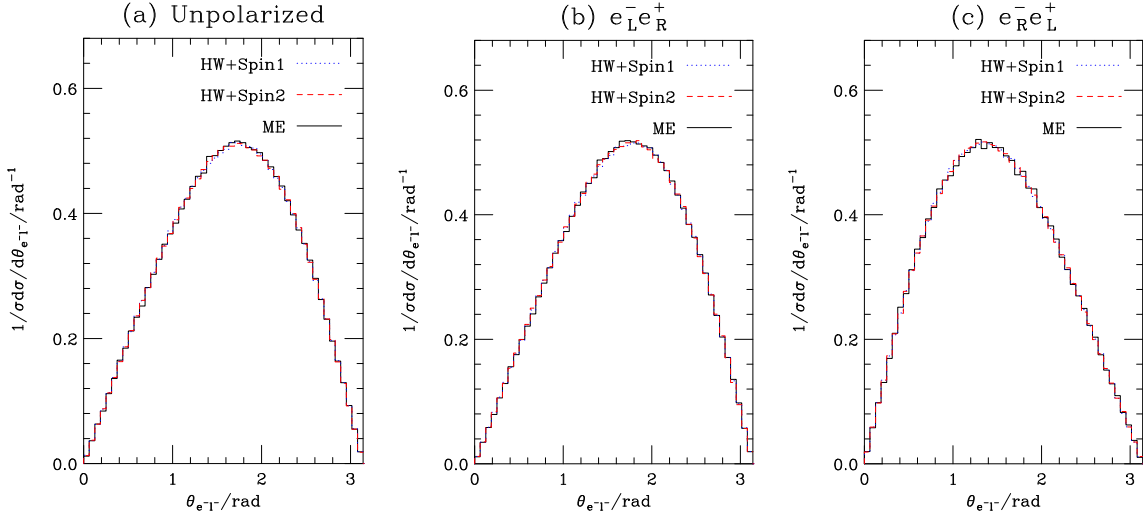 (a) Unpolarized
HW+Spin1
HW+Spin2
ME
0.6
0.4
0.2
0.0
0 1 2 3
1/σdσ/dθe⁻l⁻/rad⁻¹
θe⁻l⁻/rad
(b) e⁻Le⁺R
HW+Spin1
HW+Spin2
ME
0.6
0.4
0.2
0.0
0 1 2 3
1/σdσ/dθe⁻l⁻/rad⁻¹
θe⁻l⁻/rad
(c) e⁻Re⁺L
HW+Spin1
HW+Spin2
ME
0.6
0.4
0.2
0.0
0 1 2 3
1/σdσ/dθe⁻l⁻/rad⁻¹
θe⁻l⁻/rad